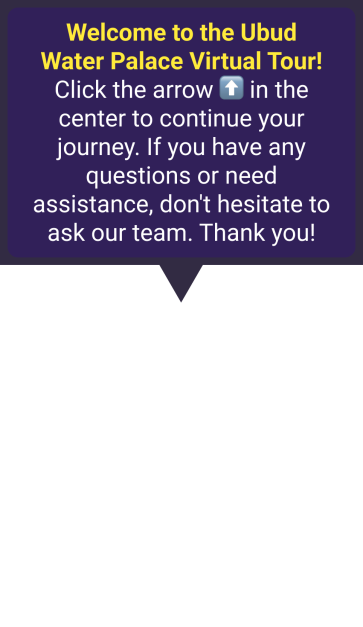 Welcome to the Ubud
Water Palace Virtual Tour!
Click the arrow ⬆️ in the
center to continue your
journey. If you have any
questions or need
assistance, don't hesitate to
ask our team. Thank you!